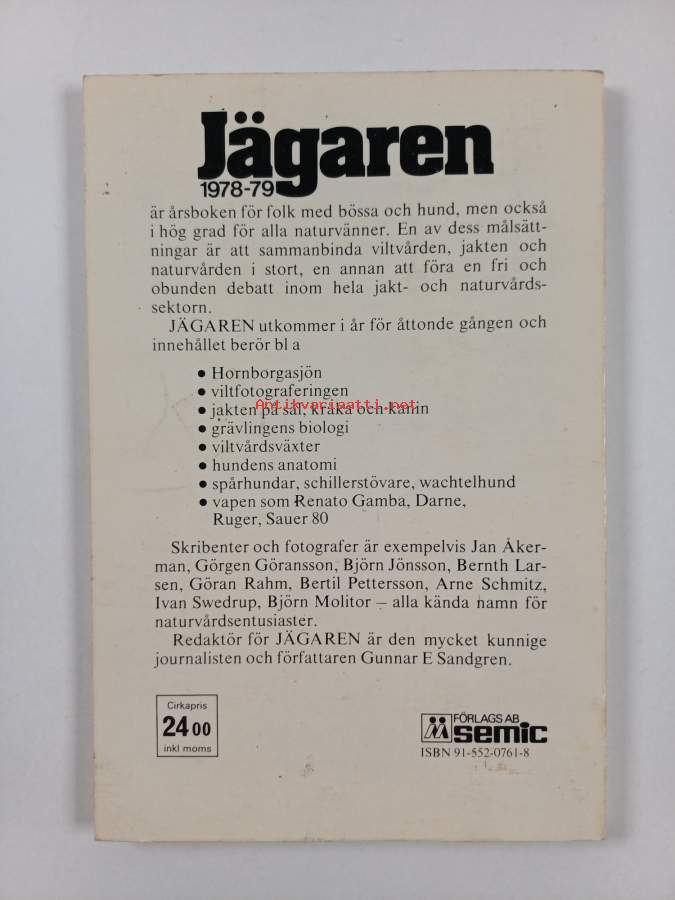 Jägaren
1978-79
är årsboken för folk med bössa och hund, men också
i hög grad för alla naturvänner. En av dess målsätt-
ningar är att sammanbinda viltvården, jakten och
naturvården i stort, en annan att föra en fri och
obunden debatt inom hela jakt- och naturvårds-
sektorn.
JÄGAREN utkommer i år för åttonde gången och
innehållet berör bl a
• Hornborgasjön
• viltfotograferingen
Antikvariaatti.net
• jakten på säl, kråka och kanin
• grävlingens biologi
• viltvårdsväxter
• hundens anatomi
• spårhundar, schillerstövare, wachtelhund
• vapen som Renato Gamba, Darne,
Ruger, Sauer 80
Skribenter och fotografer är exempelvis Jan Åker-
man, Görgen Göransson, Björn Jönsson, Bernth Lar-
sen, Göran Rahm, Bertil Pettersson, Arne Schmitz,
Ivan Swedrup, Björn Molitor – alla kända namn för
naturvårdsentusiaster.
Redaktör för JÄGAREN är den mycket kunnige
journalisten och författaren Gunnar E Sandgren.
Cirkapris
24 00
inkl moms
FÖRLAGS AB
semic
ISBN 91-552-0761-8